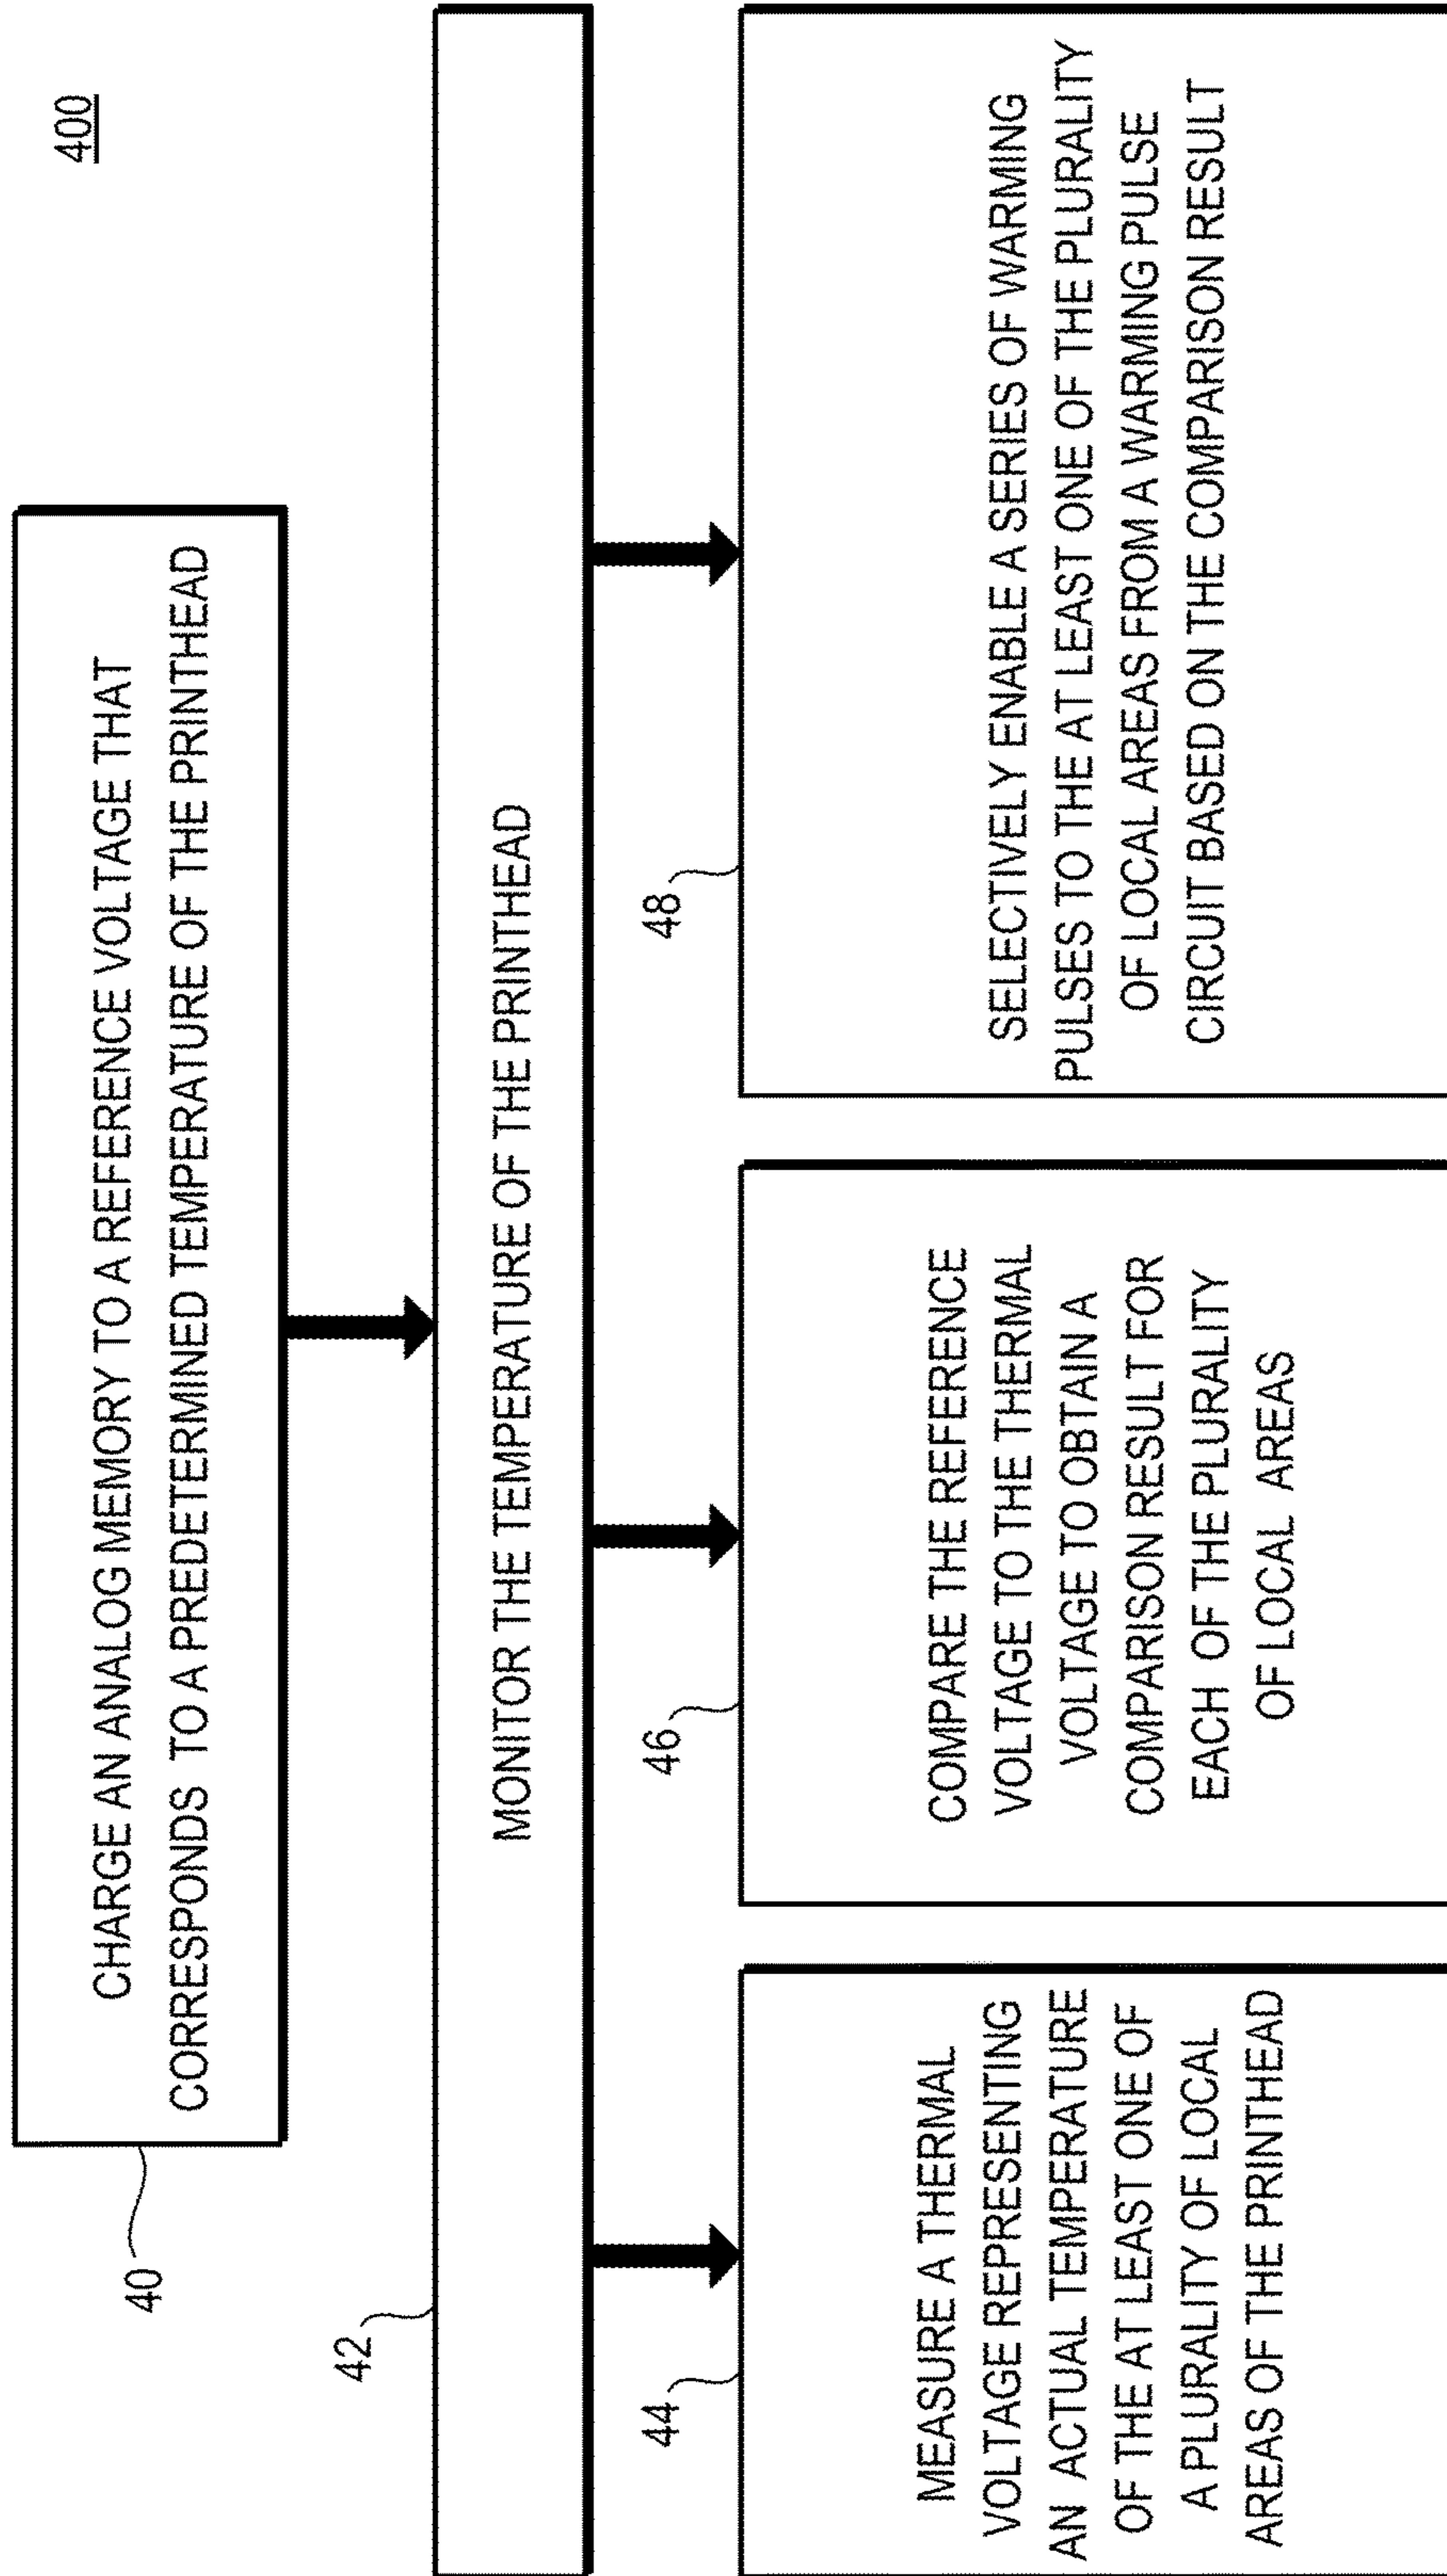 400
40
CHARGE AN ANALOG MEMORY TO A REFERENCE VOLTAGE THAT
CORRESPONDS TO A PREDETERMINED TEMPERATURE OF THE PRINTHEAD
42
MONITOR THE TEMPERATURE OF THE PRINTHEAD
44
MEASURE A THERMAL
VOLTAGE REPRESENTING
AN ACTUAL TEMPERATURE
OF THE AT LEAST ONE OF
A PLURALITY OF LOCAL
AREAS OF THE PRINTHEAD
46
COMPARE THE REFERENCE
VOLTAGE TO THE THERMAL
VOLTAGE TO OBTAIN A
COMPARISON RESULT FOR
EACH OF THE PLURALITY
OF LOCAL AREAS
48
SELECTIVELY ENABLE A SERIES OF WARMING
PULSES TO THE AT LEAST ONE OF THE PLURALITY
OF LOCAL AREAS FROM A WARMING PULSE
CIRCUIT BASED ON THE COMPARISON RESULT